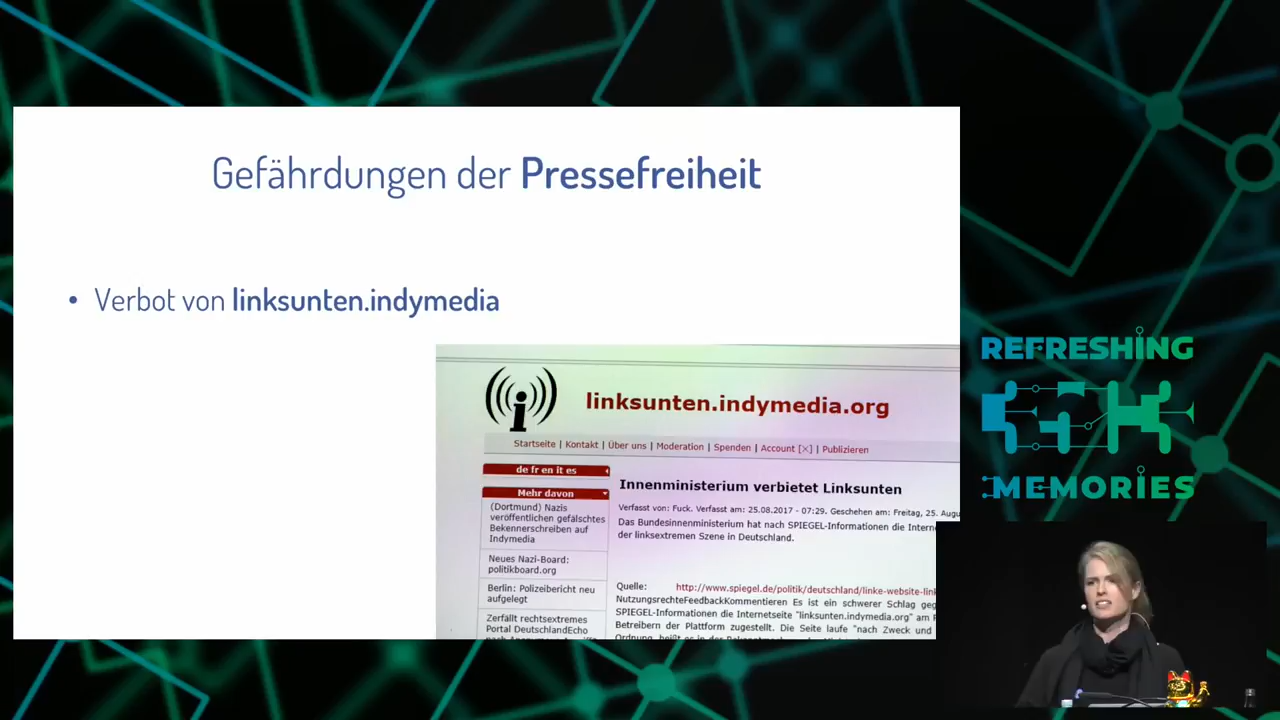 Gefährdungen der Pressefreiheit
• Verbot von linksunten.indymedia
linksunten.indymedia.org
Startseite | Kontakt | Über uns | Moderation | Spenden | Account [X] | Publizieren
de fr en it es
Mehr davon
(Dortmund) Nazis
veröffentlichen gefälschtes
Bekennerschreiben auf
Indymedia
Neues Nazi-Board:
politikboard.org
Berlin: Polizeibericht neu
aufgelegt
Zerfällt rechtsextremes
Portal DeutschlandEcho
Innenministerium verbietet Linksunten
Verfasst von: Fuck. Verfasst am: 25.08.2017 - 07:29. Geschehen am: Freitag, 25. Augu
Das Bundesinnenministerium hat nach SPIEGEL-Informationen die Intern
der linksextremen Szene in Deutschland.
Quelle: http://www.spiegel.de/politik/deutschland/linke-website-link
NutzungsrechteFeedbackKommentieren Es ist ein schwerer Schlag geg
SPIEGEL-Informationen die Internetseite "linksunten.indymedia.org" am F
Betreibern der Plattform zugestellt. Die Seite laufe "nach Zweck und
REFRESHING
35C3
MEMORIES